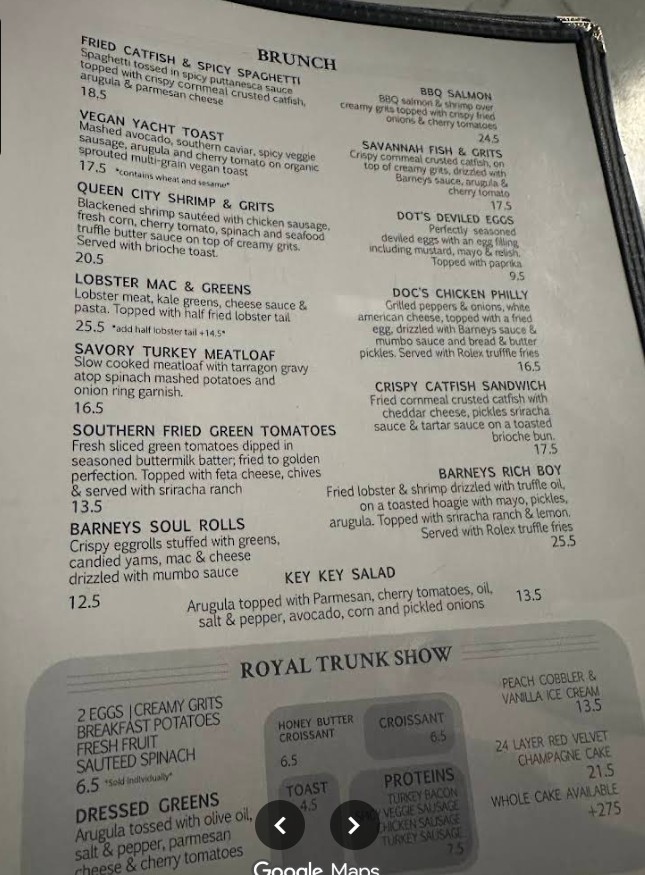 BRUNCH
FRIED CATFISH & SPICY SPAGHETTI
Spaghetti tossed in spicy puttanesca sauce
topped with crispy cornmeal crusted catfish,
arugula & parmesan cheese
18.5
VEGAN YACHT TOAST
Mashed avocado, southern caviar, spicy veggie
sausage, arugula and cherry tomato on organic
sprouted multi-grain vegan toast
17.5 *contains wheat and sesame*
QUEEN CITY SHRIMP & GRITS
Blackened shrimp sautéed with chicken sausage,
fresh corn, cherry tomato, spinach and seafood
truffle butter sauce on top of creamy grits.
Served with brioche toast.
20.5
LOBSTER MAC & GREENS
Lobster meat, kale greens, cheese sauce &
pasta. Topped with half fried lobster tail
25.5 *add half lobster tail +14.5*
SAVORY TURKEY MEATLOAF
Slow cooked meatloaf with tarragon gravy
atop spinach mashed potatoes and
onion ring garnish.
16.5
SOUTHERN FRIED GREEN TOMATOES
Fresh sliced green tomatoes dipped in
seasoned buttermilk batter; fried to golden
perfection. Topped with feta cheese, chives
& served with sriracha ranch
13.5
BARNEYS SOUL ROLLS
Crispy eggrolls stuffed with greens,
candied yams, mac & cheese
drizzled with mumbo sauce
12.5
BBQ SALMON
BBQ salmon & shrimp over
creamy grits topped with crispy fried
onions & cherry tomatoes
24.5
SAVANNAH FISH & GRITS
Crispy cornmeal crusted catfish, on
top of creamy grits, drizzled with
Barneys sauce, arugula &
cherry tomato
17.5
DOT'S DEVILED EGGS
Perfectly seasoned
deviled eggs with an egg filling
including mustard, mayo & relish.
Topped with paprika
9.5
DOC'S CHICKEN PHILLY
Grilled peppers & onions, white
american cheese, topped with a fried
egg, drizzled with Barneys sauce &
mumbo sauce and bread & butter
pickles. Served with Rolex truffle fries
16.5
CRISPY CATFISH SANDWICH
Fried cornmeal crusted catfish with
cheddar cheese, pickles sriracha
sauce & tartar sauce on a toasted
brioche bun.
17.5
BARNEYS RICH BOY
Fried lobster & shrimp drizzled with truffle oil,
on a toasted hoagie with mayo, pickles,
arugula. Topped with sriracha ranch & lemon.
Served with Rolex truffle fries
25.5
KEY KEY SALAD
Arugula topped with Parmesan, cherry tomatoes, oil,
salt & pepper, avocado, corn and pickled onions
13.5
ROYAL TRUNK SHOW
2 EGGS | CREAMY GRITS
BREAKFAST POTATOES
FRESH FRUIT
SAUTEED SPINACH
6.5 *Sold Individually*
DRESSED GREENS
Arugula tossed with olive oil,
salt & pepper, parmesan
cheese & cherry tomatoes
HONEY BUTTER
CROISSANT
6.5
CROISSANT
6.5
TOAST
4.5
PROTEINS
TURKEY BACON
VEGGIE SAUSAGE
CHICKEN SAUSAGE
TURKEY SAUSAGE
7.5
PEACH COBBLER &
VANILLA ICE CREAM
13.5
24 LAYER RED VELVET
CHAMPAGNE CAKE
21.5
WHOLE CAKE AVAILABLE
+275
Google Maps